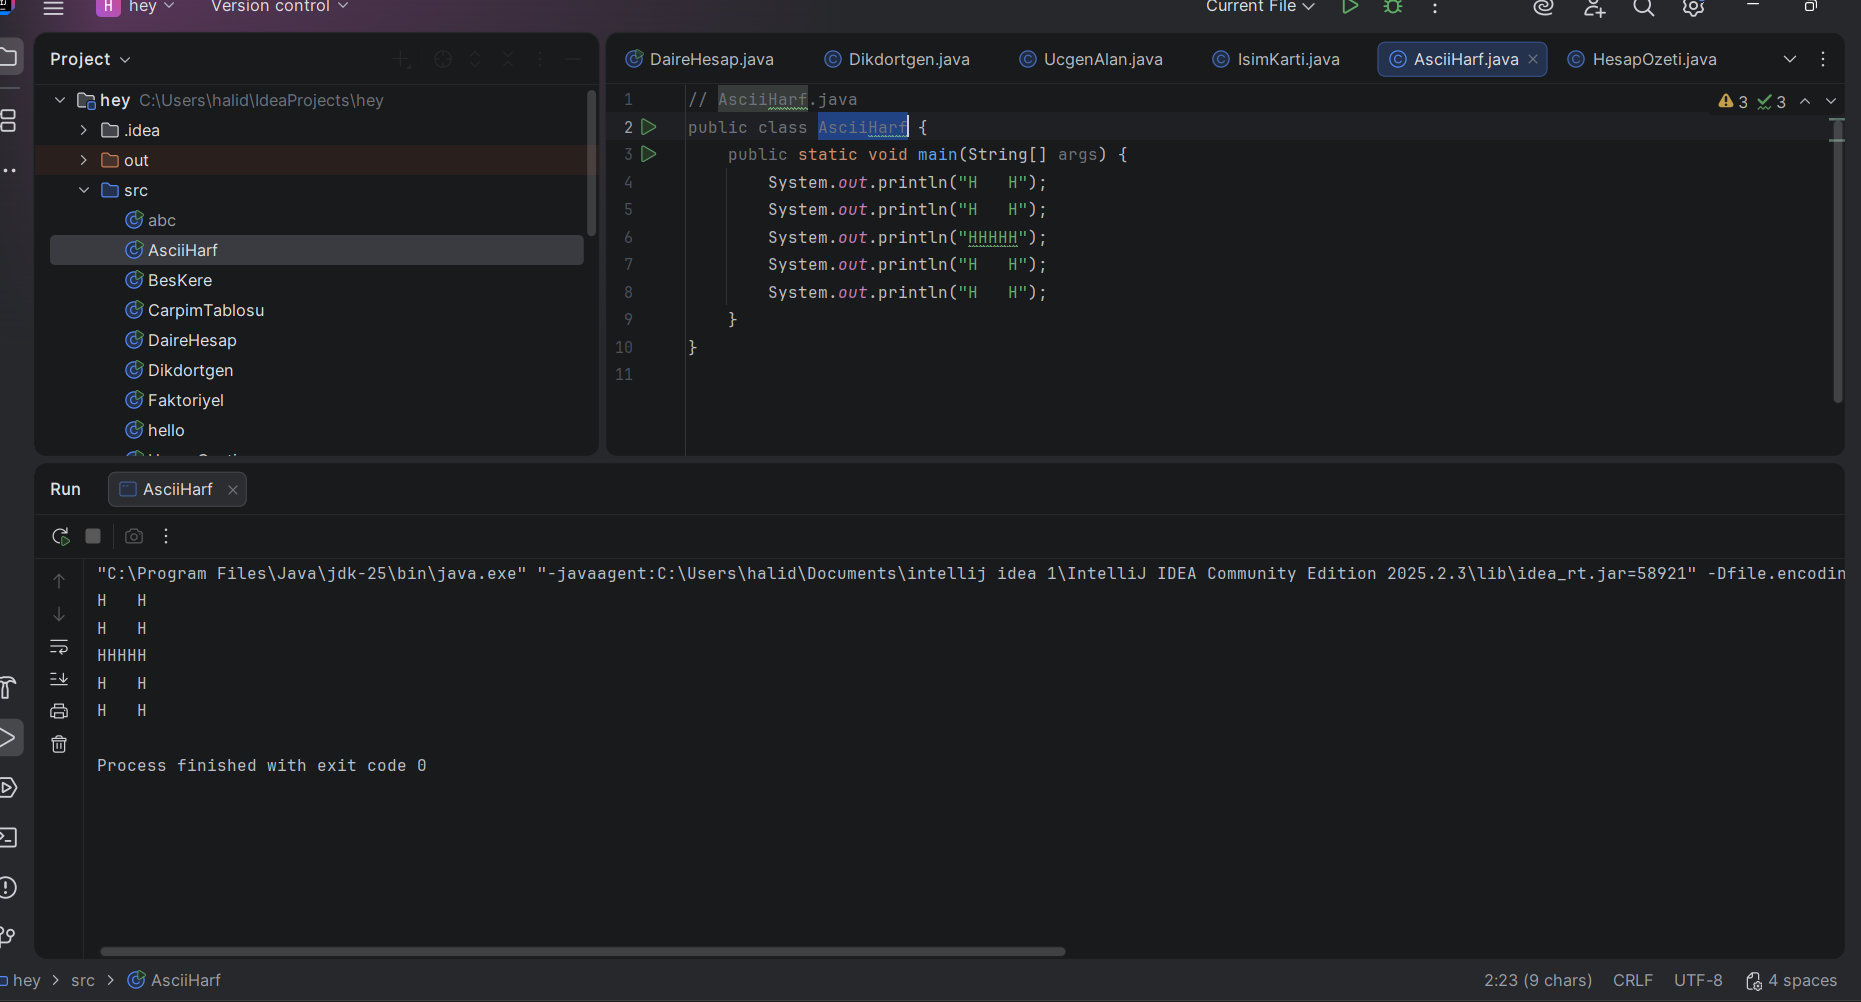 H hey Version control Current File
Project
DaireHesap.java Dikdortgen.java UcgenAlan.java IsimKarti.java AsciiHarf.java HesapOzeti.java
hey C:\Users\halid\IdeaProjects\hey
.idea
out
src
abc
AsciiHarf
BesKere
CarpimTablosu
DaireHesap
Dikdortgen
Faktoriyel
hello
3 3
1 // AsciiHarf.java
2 public class AsciiHarf {
3     public static void main(String[] args) {
4         System.out.println("H   H");
5         System.out.println("H   H");
6         System.out.println("HHHHH");
7         System.out.println("H   H");
8         System.out.println("H   H");
9     }
10 }
11
Run AsciiHarf
"C:\Program Files\Java\jdk-25\bin\java.exe" "-javaagent:C:\Users\halid\Documents\intellij idea 1\IntelliJ IDEA Community Edition 2025.2.3\lib\idea_rt.jar=58921" -Dfile.encodin
H   H
H   H
HHHHH
H   H
H   H
Process finished with exit code 0
hey > src > AsciiHarf 2:23 (9 chars) CRLF UTF-8 4 spaces